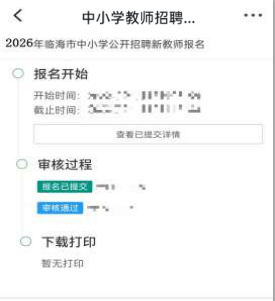 中小学教师招聘...
2026年临海市中小学公开招聘新教师报名
报名开始
开始时间：
截止时间：
查看已提交详情
审核过程
报名已提交
审核通过
下载打印
暂无打印